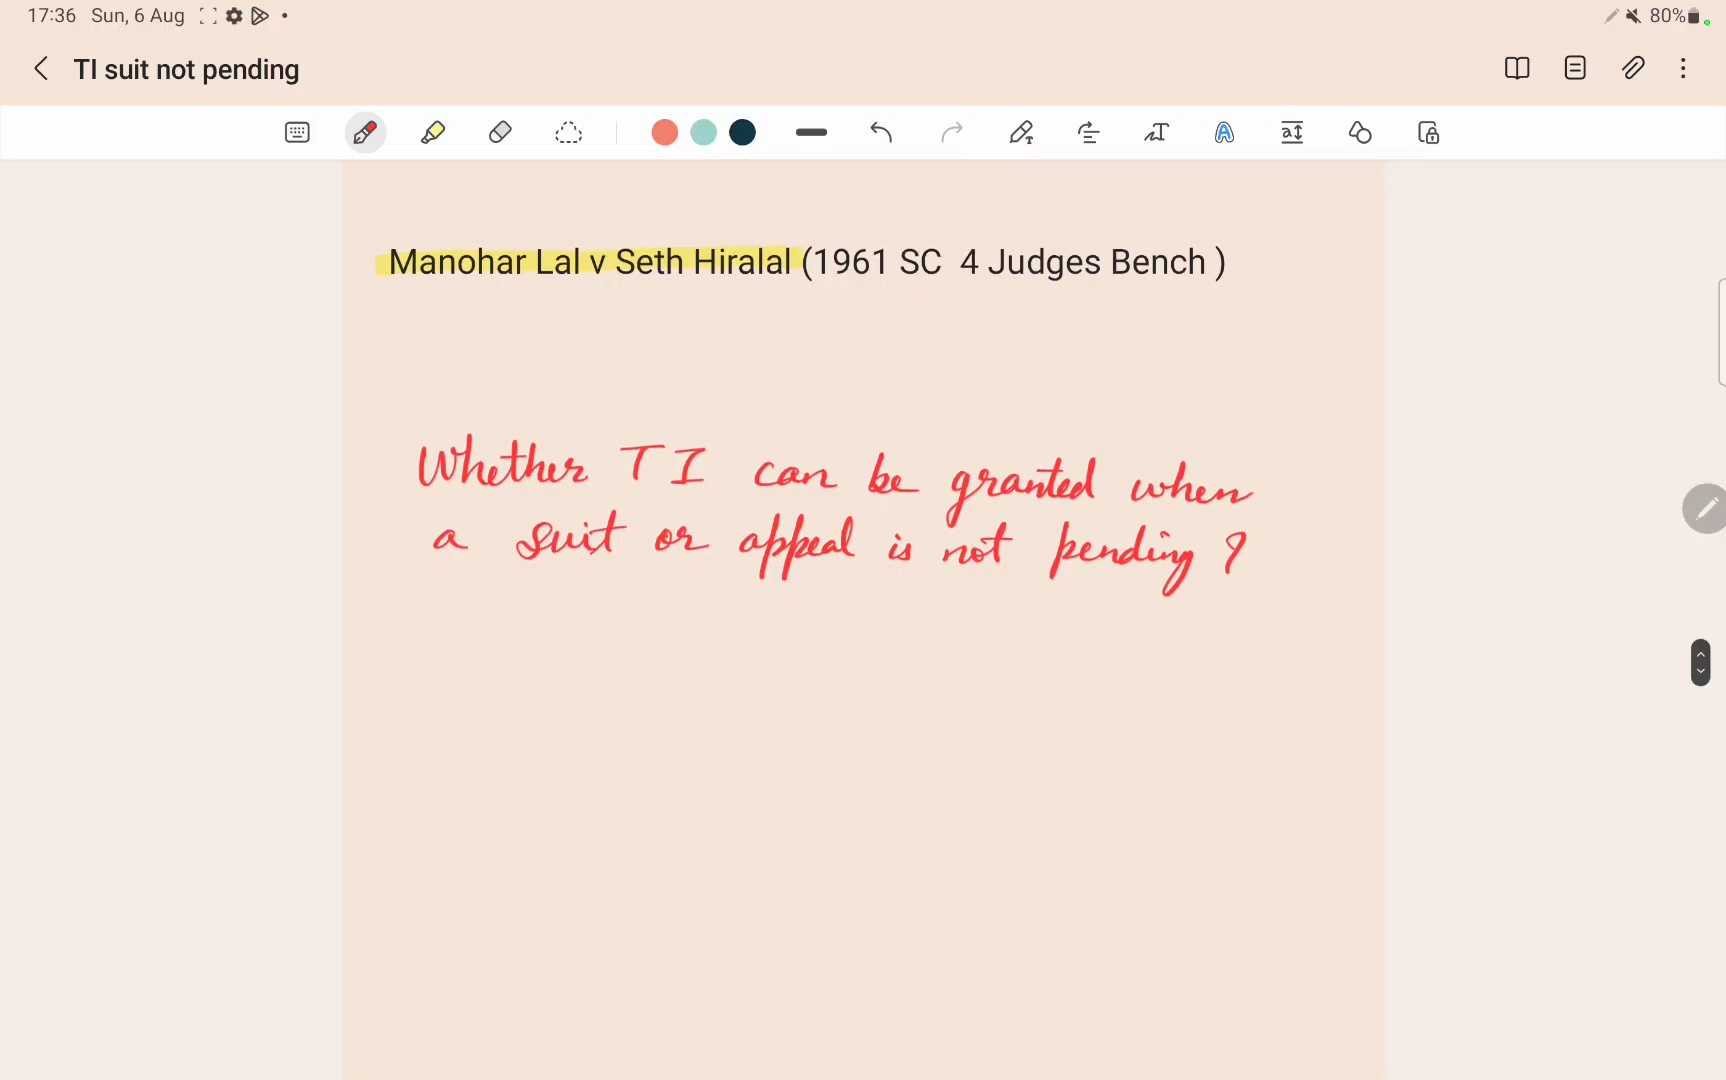 17:36 Sun, 6 Aug
80%
TI suit not pending
Manohar Lal v Seth Hiralal (1961 SC 4 Judges Bench )
Whether TI can be granted when
a suit or appeal is not pending ?